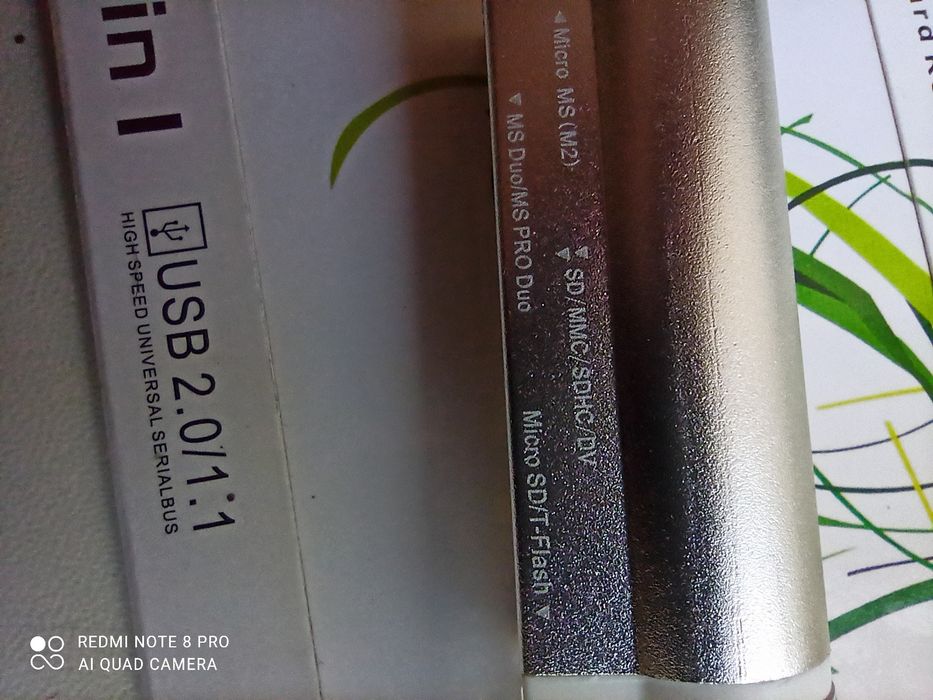 in 1
USB 2.0/1.1
HIGH SPEED UNIVERSAL SERIALBUS
Micro MS (M2)
MS Duo/MS PRO Duo
SD/MMC/SDHC/DV
Micro SD/T-Flash
REDMI NOTE 8 PRO
AI QUAD CAMERA